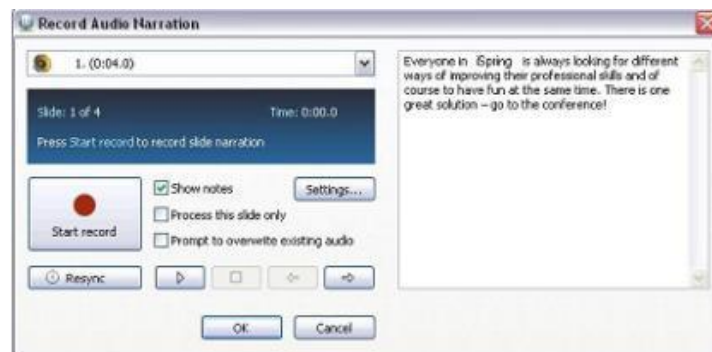 Record Audio Narration
1. (0:04.0)
Slide: 1 of 4 Time: 0:00.0
Press Start record to record slide narration
Start record
Show notes
Settings...
Process this slide only
Prompt to overwrite existing audio
Resync
OK Cancel
Everyone in iSpring is always looking for different
ways of improving their professional skills and of
course to have fun at the same time. There is one
great solution – go to the conference!